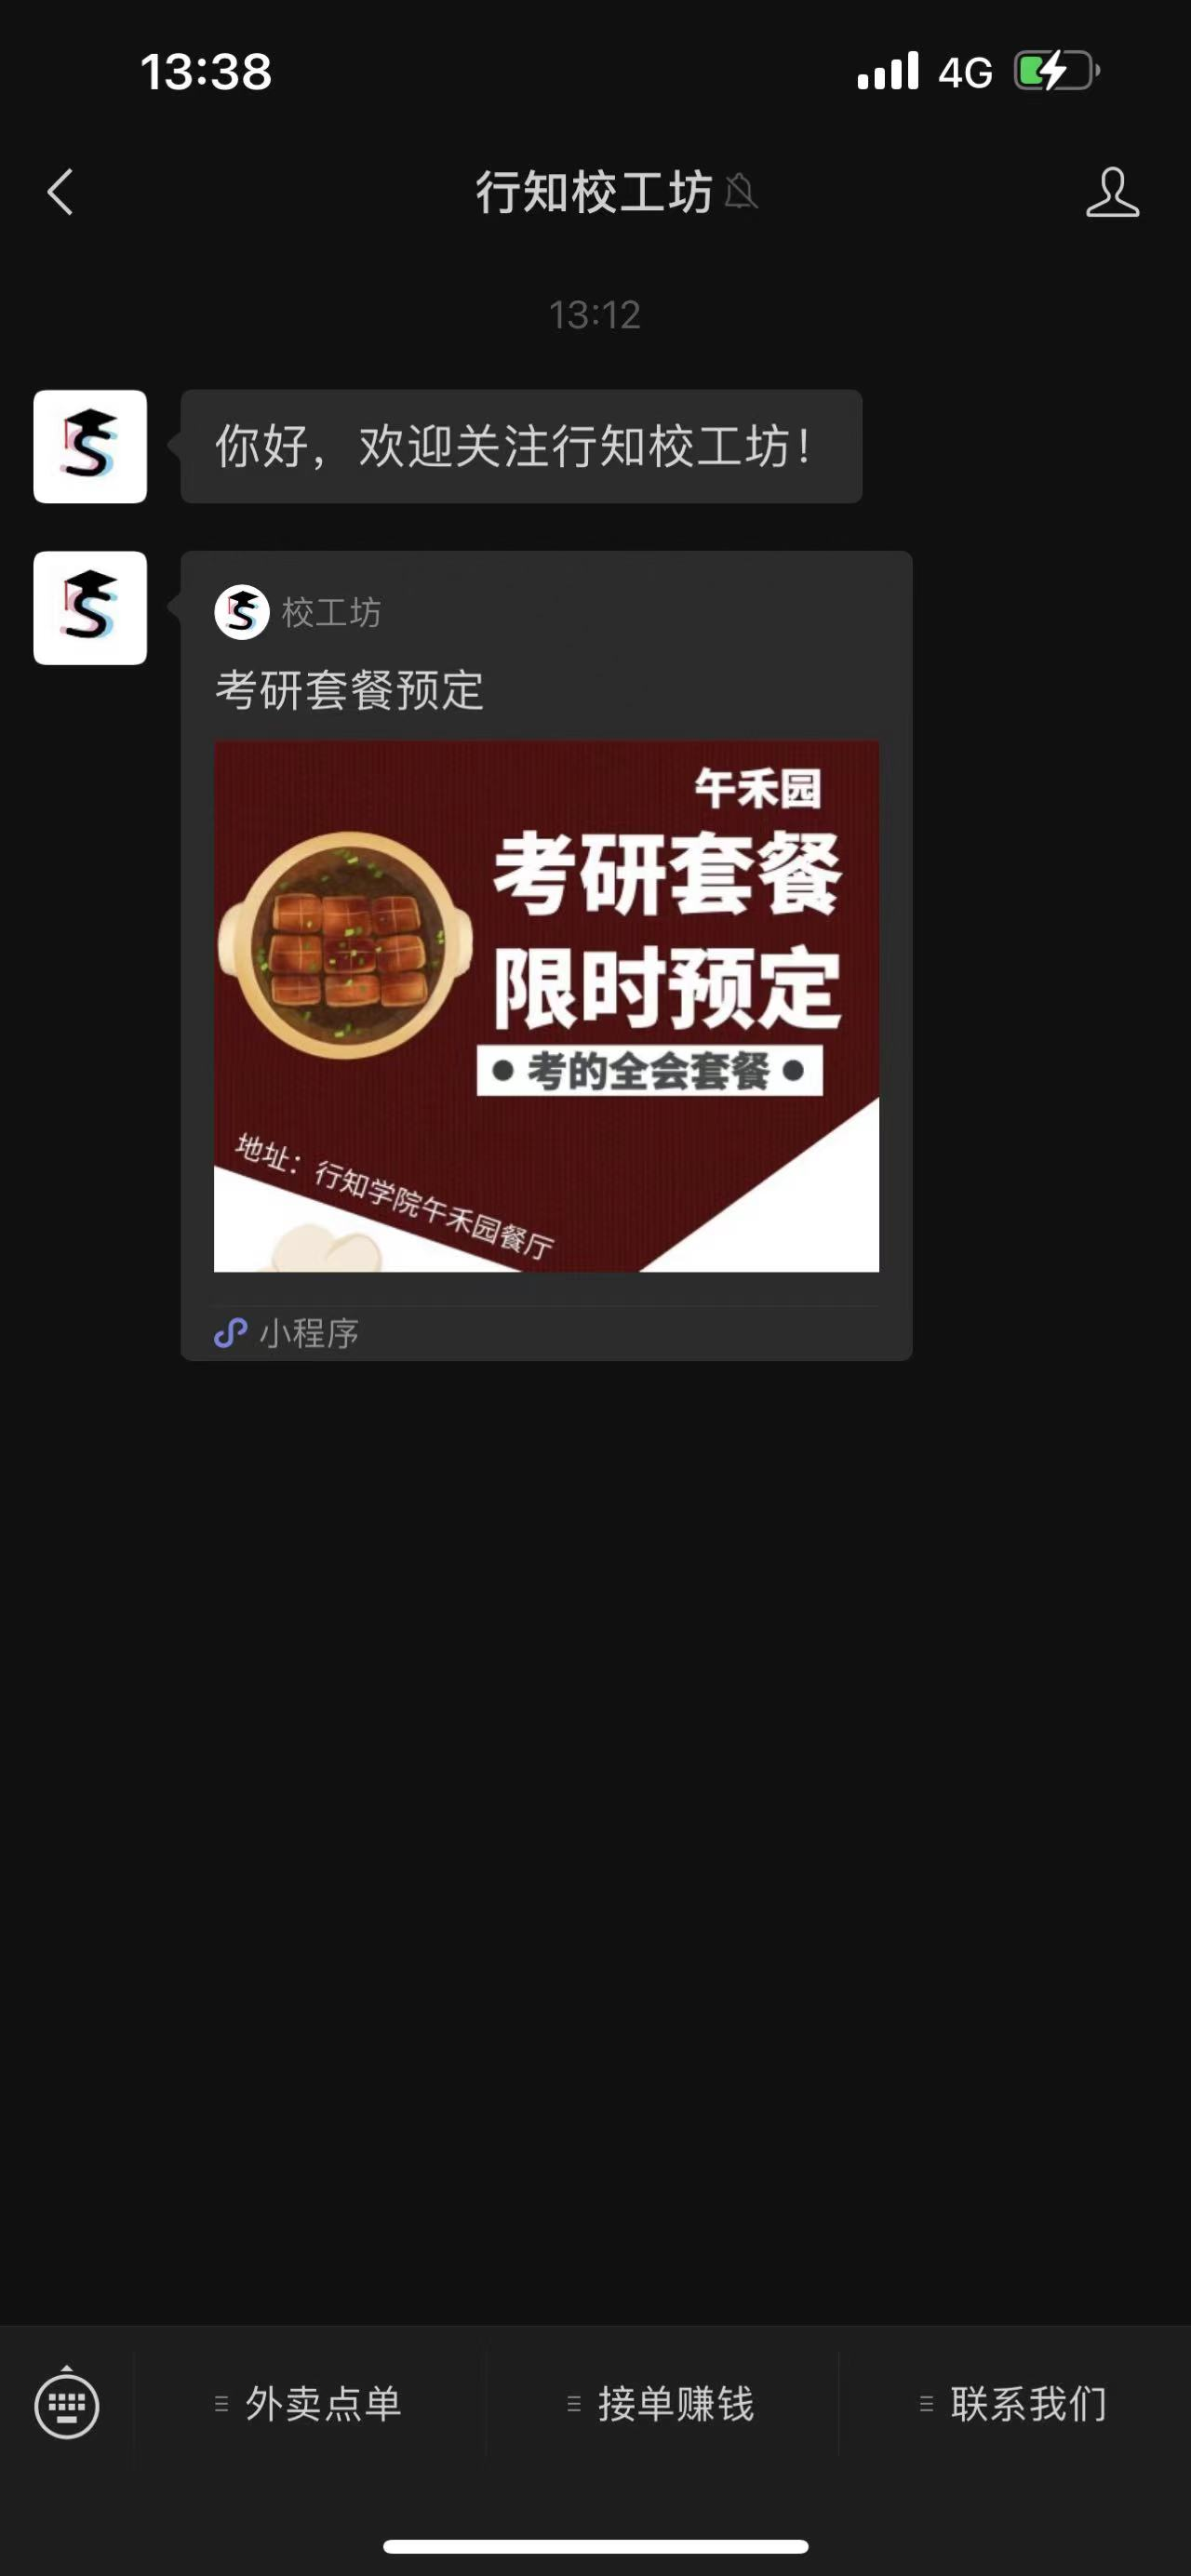 13:38
4G
行知校工坊
13:12
你好，欢迎关注行知校工坊！
校工坊
考研套餐预定
午禾园
考研套餐
限时预定
• 考的全会套餐 •
地址：行知学院午禾园餐厅
小程序
外卖点单
接单赚钱
联系我们